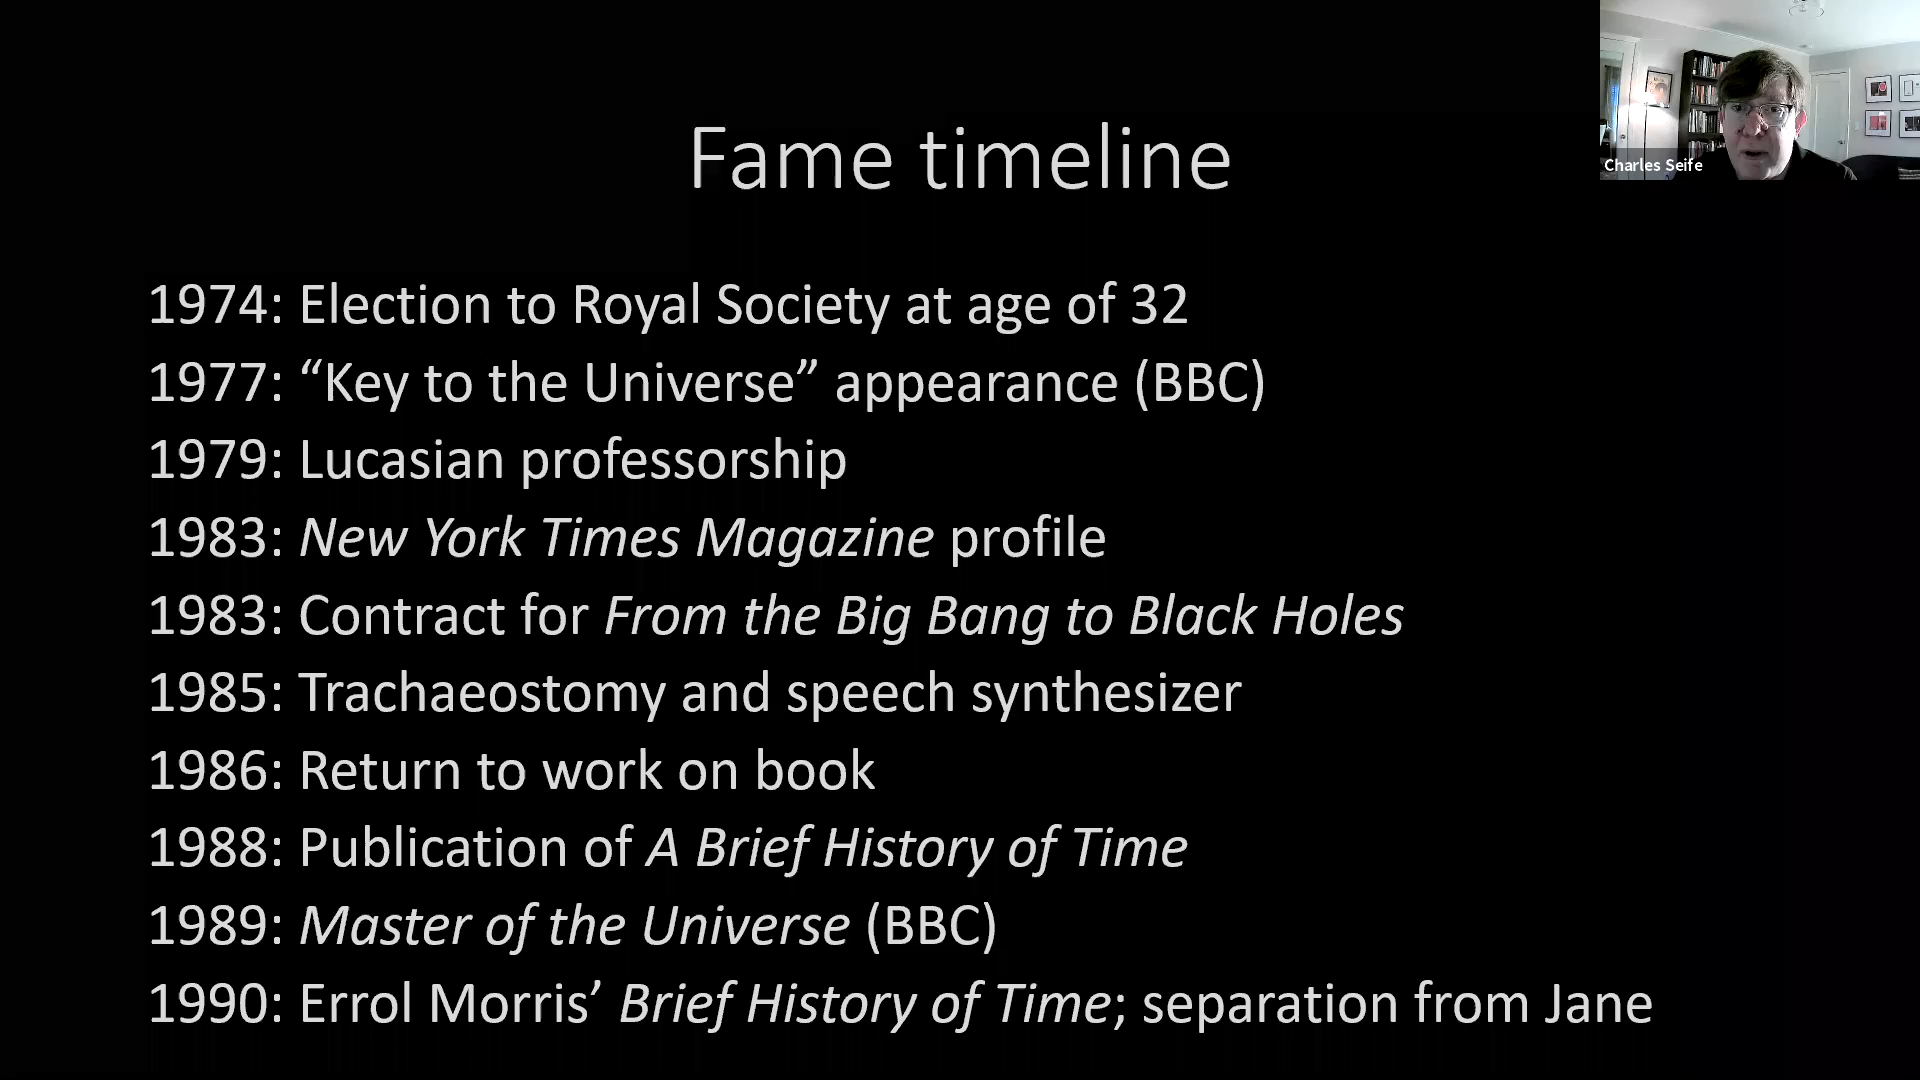 Charles Seife
Fame timeline
1974: Election to Royal Society at age of 32
1977: “Key to the Universe” appearance (BBC)
1979: Lucasian professorship
1983: New York Times Magazine profile
1983: Contract for From the Big Bang to Black Holes
1985: Trachaeostomy and speech synthesizer
1986: Return to work on book
1988: Publication of A Brief History of Time
1989: Master of the Universe (BBC)
1990: Errol Morris’ Brief History of Time; separation from Jane